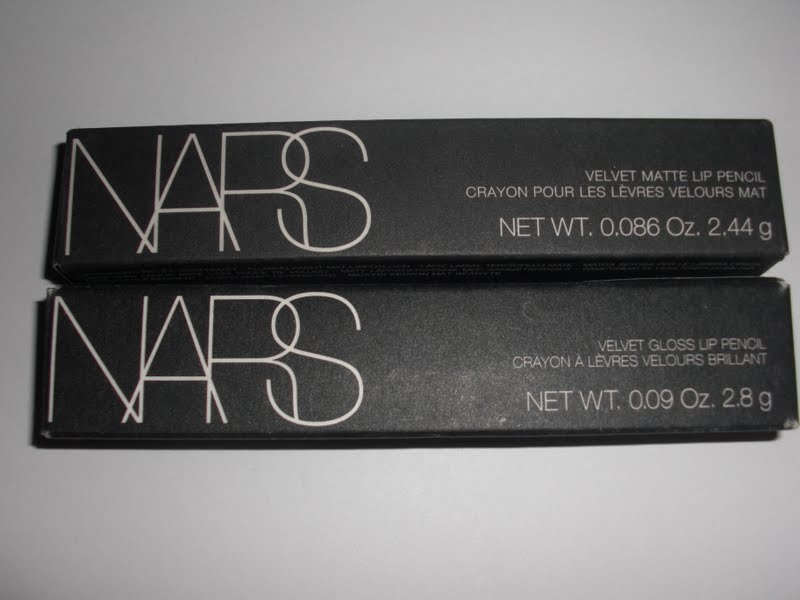 NARS
VELVET MATTE LIP PENCIL
CRAYON POUR LES LÈVRES VELOURS MAT
NET WT. 0.086 Oz. 2.44 g
NARS
VELVET GLOSS LIP PENCIL
CRAYON À LÈVRES VELOURS BRILLANT
NET WT. 0.09 Oz. 2.8 g